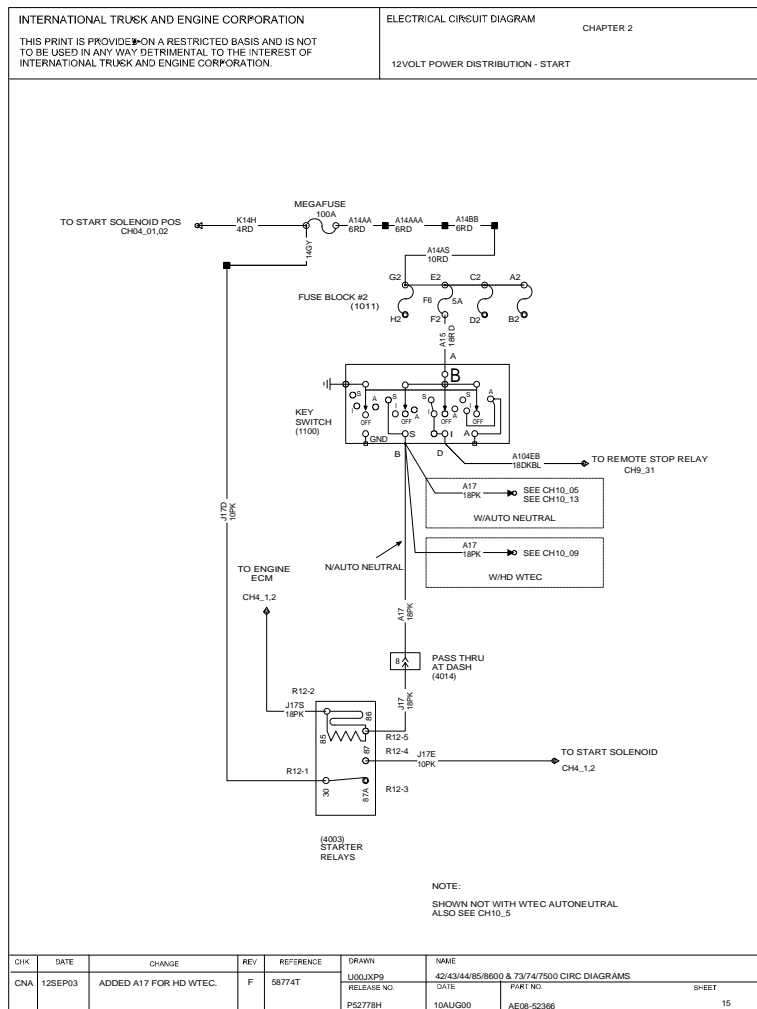 INTERNATIONAL TRUCK AND ENGINE CORPORATION
THIS PRINT IS PROVIDED ON A RESTRICTED BASIS AND IS NOT
TO BE USED IN ANY WAY DETRIMENTAL TO THE INTEREST OF
INTERNATIONAL TRUCK AND ENGINE CORPORATION.
ELECTRICAL CIRCUIT DIAGRAM
CHAPTER 2
12VOLT POWER DISTRIBUTION - START
MEGAFUSE
100A
TO START SOLENOID POS
CH04_01,02
K14H
4RD
A14AA
6RD
A14AAA
6RD
A14BB
6RD
14GY
A14AS
10RD
G2 E2 C2 A2
FUSE BLOCK #2
(1011)
F6 5A
H2 F2 D2 B2
A15
18RD
A
B
KEY
SWITCH
(1100)
S A S S A
I I A I A
OFF OFF OFF OFF
GND S I A
B D
A104EB
18DKBL
TO REMOTE STOP RELAY
CH9_31
A17
18PK
SEE CH10_05
SEE CH10_13
W/AUTO NEUTRAL
A17
18PK
SEE CH10_09
W/HD WTEC
J17D
10PK
N/AUTO NEUTRAL
TO ENGINE
ECM
CH4_1,2
A17
18PK
8
PASS THRU
AT DASH
(4014)
J17
18PK
R12-2
J17S
18PK
86
85
R12-5
87
R12-4
J17E
10PK
TO START SOLENOID
CH4_1,2
R12-1
30
87A
R12-3
(4003)
STARTER
RELAYS
NOTE:
SHOWN NOT WITH WTEC AUTONEUTRAL
ALSO SEE CH10_5
CHK DATE CHANGE REV REFERENCE DRAWN NAME
CNA 12SEP03 ADDED A17 FOR HD WTEC. F 58774T U00JXP9 42/43/44/85/8600 & 73/74/7500 CIRC DIAGRAMS
RELEASE NO. DATE PART NO. SHEET
P52778H 10AUG00 AE08-52366 15